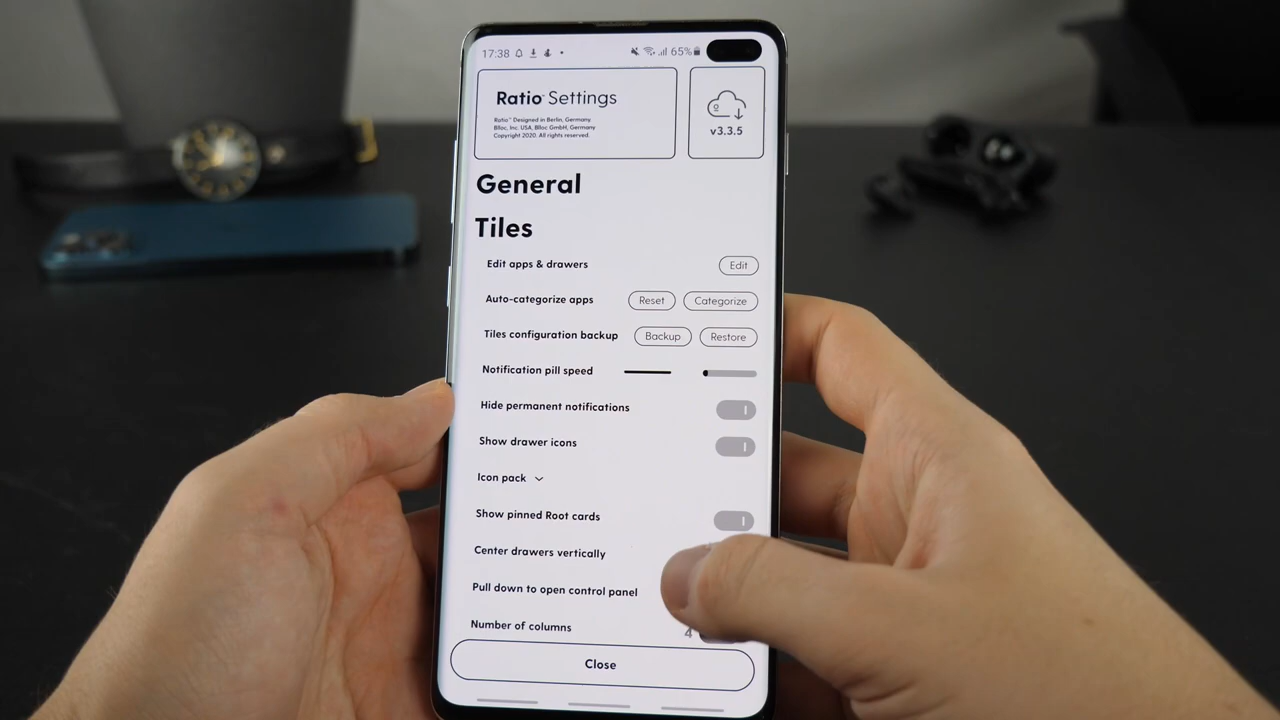 17:38 65%
Ratio™ Settings
Ratio™ Designed in Berlin, Germany
Blloc, Inc. USA, Blloc GmbH, Germany
Copyright 2020. All rights reserved.
v3.3.5
General
Tiles
Edit apps & drawers Edit
Auto-categorize apps Reset Categorize
Tiles configuration backup Backup Restore
Notification pill speed
Hide permanent notifications
Show drawer icons
Icon pack
Show pinned Root cards
Center drawers vertically
Pull down to open control panel
Number of columns 4
Close